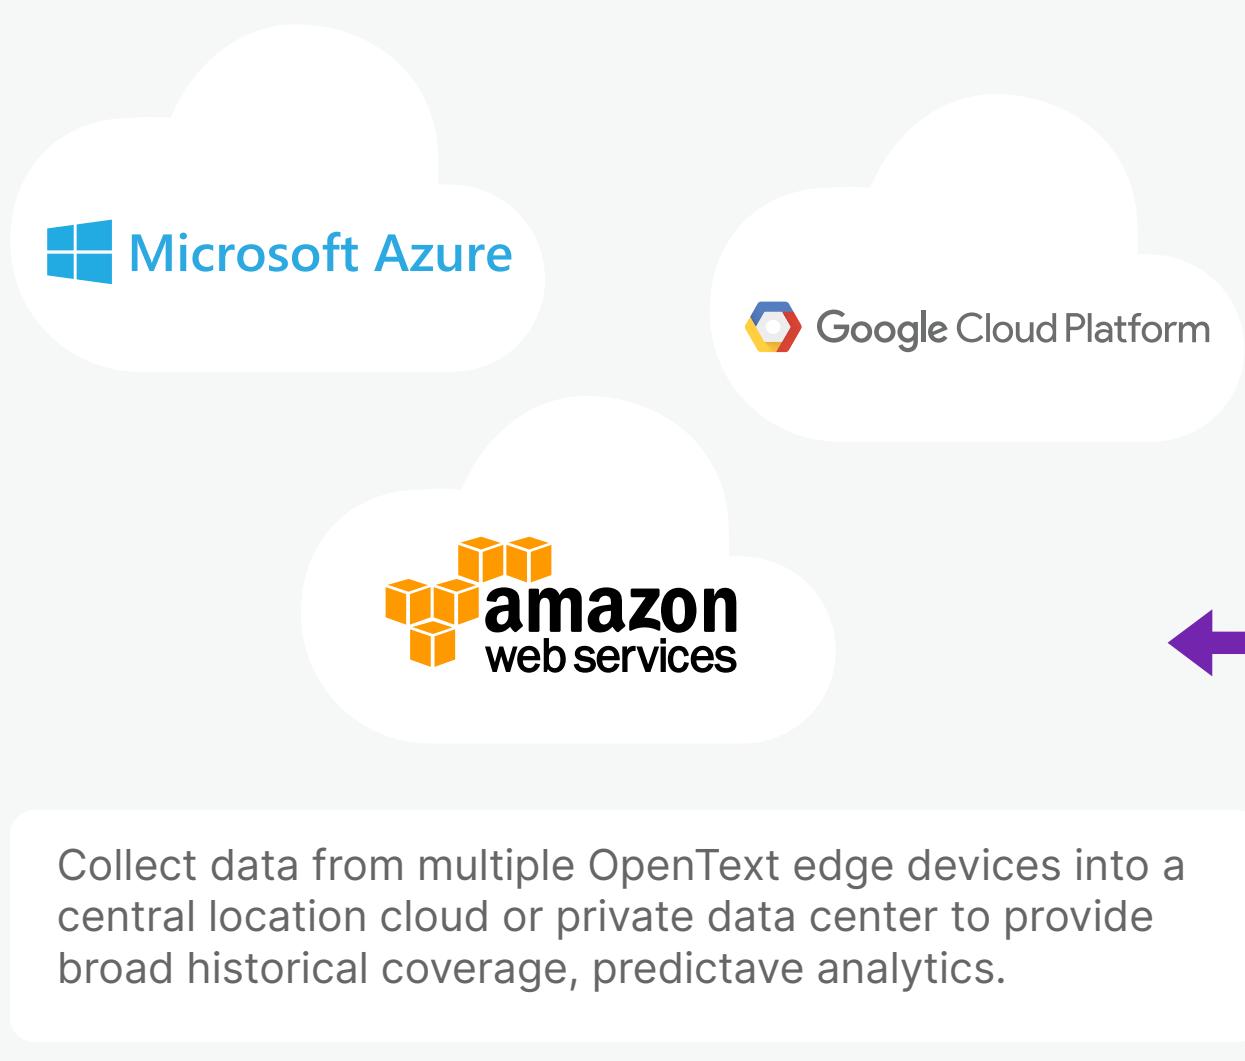 Microsoft Azure
Google Cloud Platform
amazon
web services
Collect data from multiple OpenText edge devices into a
central location cloud or private data center to provide
broad historical coverage, predictave analytics.